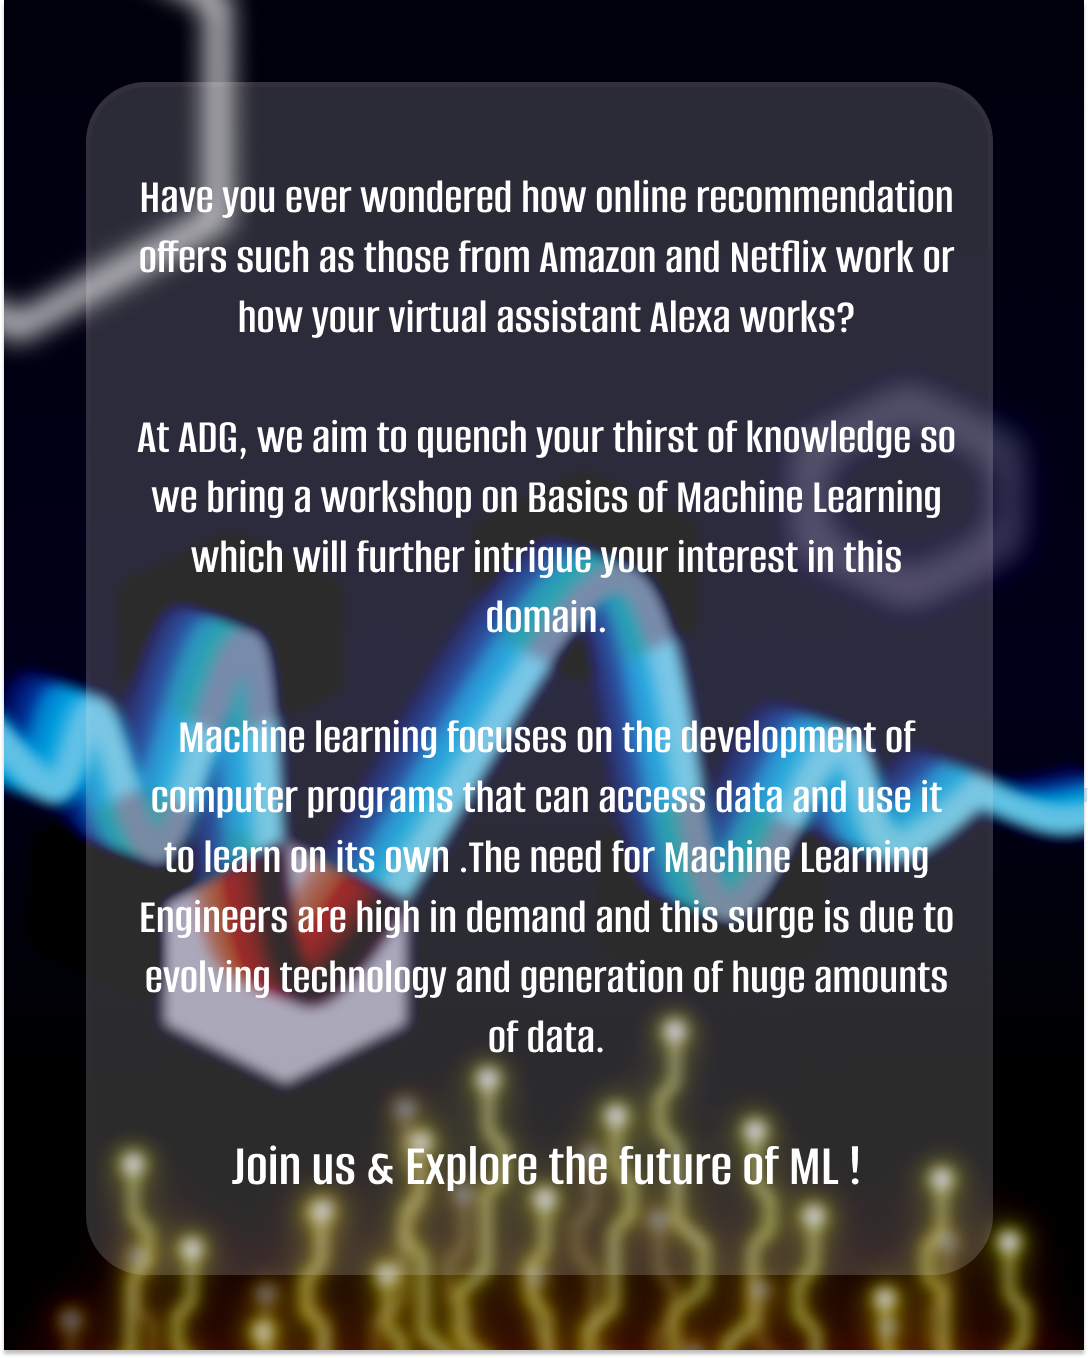 Have you ever wondered how online recommendation
offers such as those from Amazon and Netflix work or
how your virtual assistant Alexa works?
At ADG, we aim to quench your thirst of knowledge so
we bring a workshop on Basics of Machine Learning
which will further intrigue your interest in this
domain.
Machine learning focuses on the development of
computer programs that can access data and use it
to learn on its own .The need for Machine Learning
Engineers are high in demand and this surge is due to
evolving technology and generation of huge amounts
of data.
Join us & Explore the future of ML !